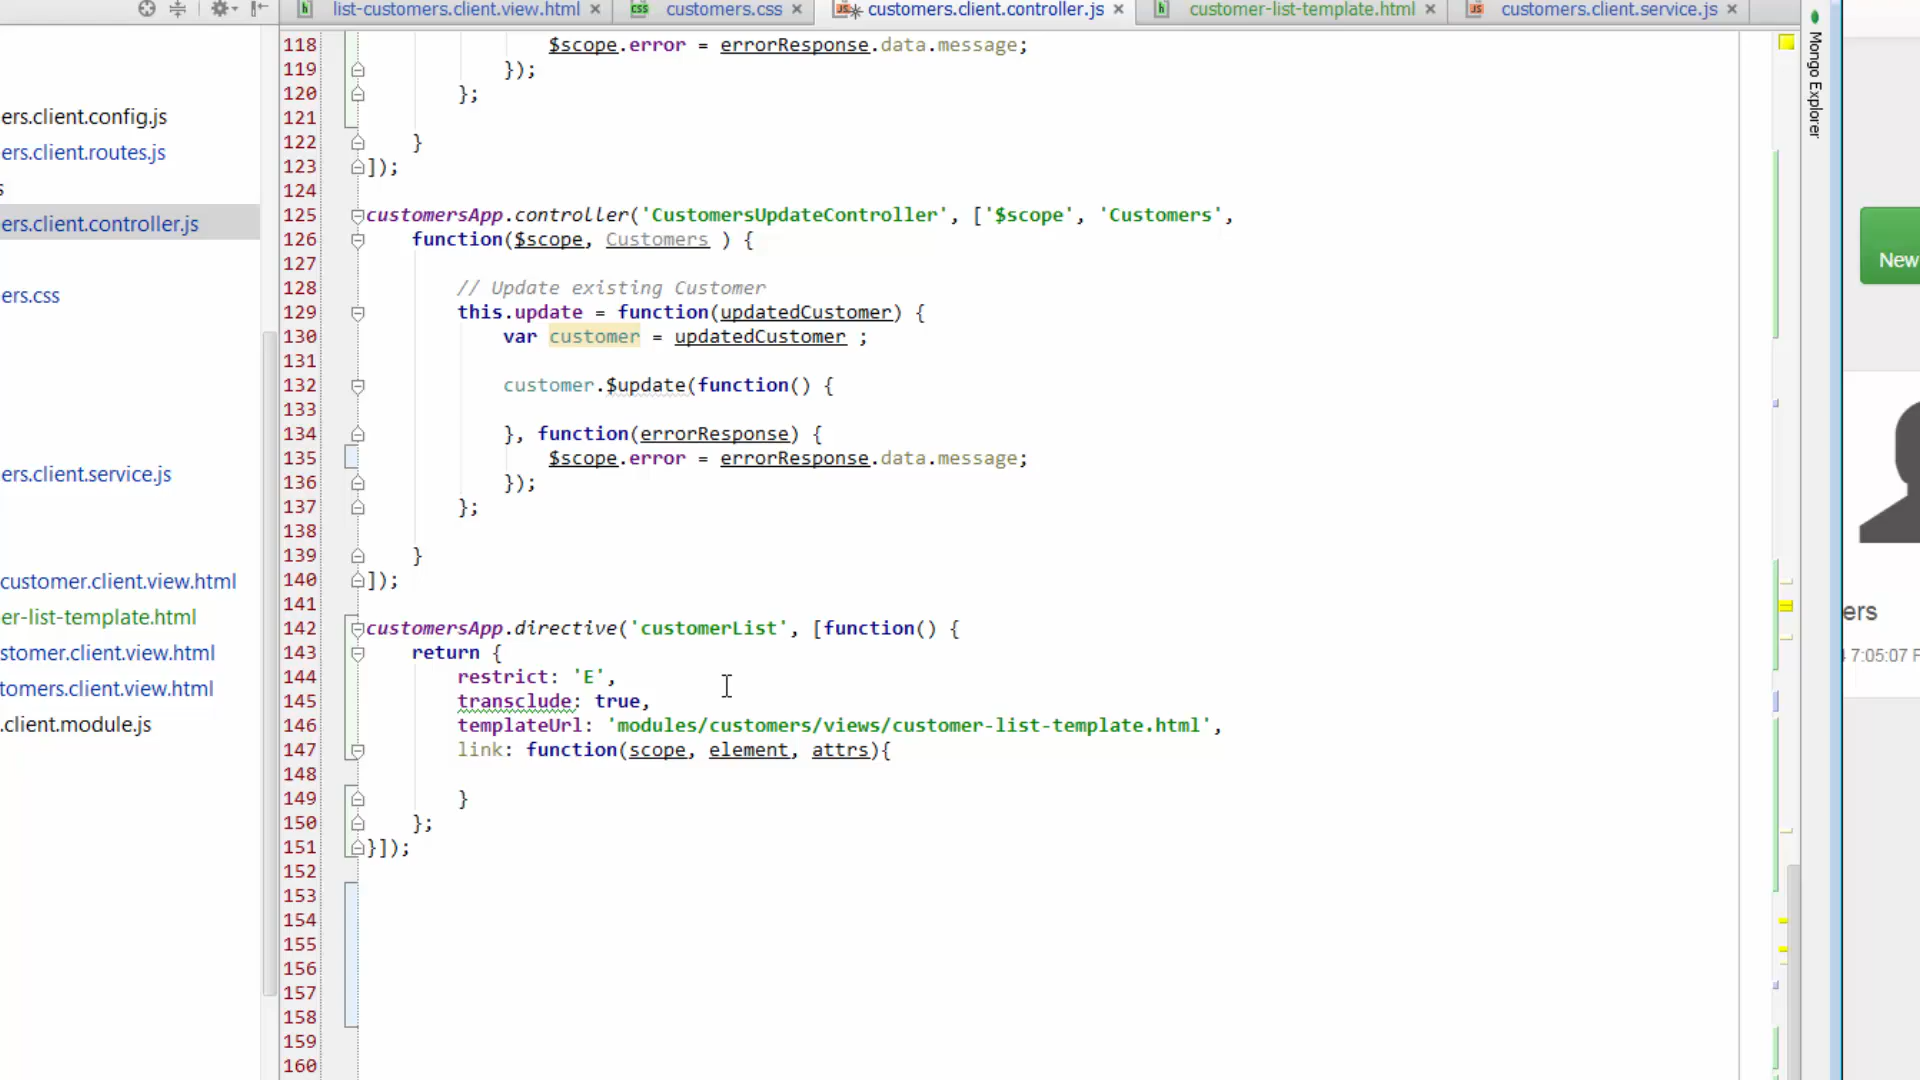 list-customers.client.view.html
customers.css
customers.client.controller.js
customer-list-template.html
customers.client.service.js
Mongo Explorer
ers.client.config.js
ers.client.routes.js
s
ers.client.controller.js
ers.css
ers.client.service.js
customer.client.view.html
er-list-template.html
stomer.client.view.html
tomers.client.view.html
.client.module.js
118 $scope.error = errorResponse.data.message;
119 });
120 };
121
122 }
123 ]);
124
125 customersApp.controller('CustomersUpdateController', ['$scope', 'Customers',
126 function($scope, Customers ) {
127
128 // Update existing Customer
129 this.update = function(updatedCustomer) {
130 var customer = updatedCustomer ;
131
132 customer.$update(function() {
133
134 }, function(errorResponse) {
135 $scope.error = errorResponse.data.message;
136 });
137 };
138
139 }
140 ]);
141
142 customersApp.directive('customerList', [function() {
143 return {
144 restrict: 'E',
145 transclude: true,
146 templateUrl: 'modules/customers/views/customer-list-template.html',
147 link: function(scope, element, attrs){
148
149 }
150 };
151 }]);
152
153
154
155
156
157
158
159
160
New
ers
7:05:07